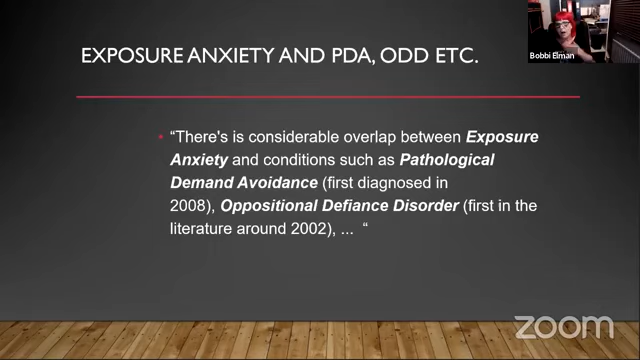 Bobbi Elman
EXPOSURE ANXIETY AND PDA, ODD ETC.
“There's is considerable overlap between Exposure
Anxiety and conditions such as Pathological
Demand Avoidance (first diagnosed in
2008), Oppositional Defiance Disorder (first in the
literature around 2002), ... “
zoom